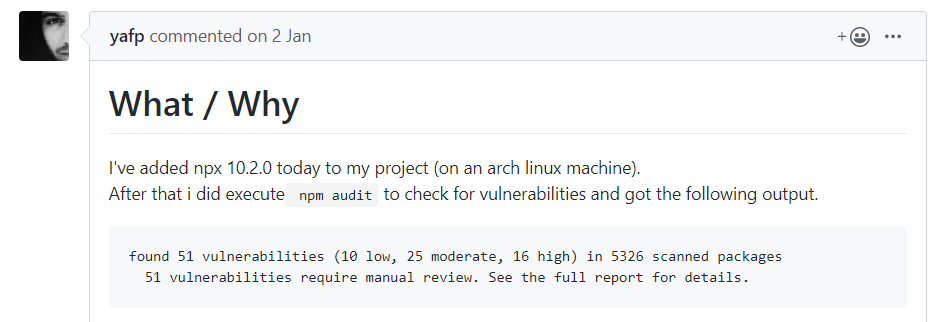 yafp commented on 2 Jan
What / Why
I've added npx 10.2.0 today to my project (on an arch linux machine).
After that i did execute npm audit to check for vulnerabilities and got the following output.
found 51 vulnerabilities (10 low, 25 moderate, 16 high) in 5326 scanned packages
51 vulnerabilities require manual review. See the full report for details.